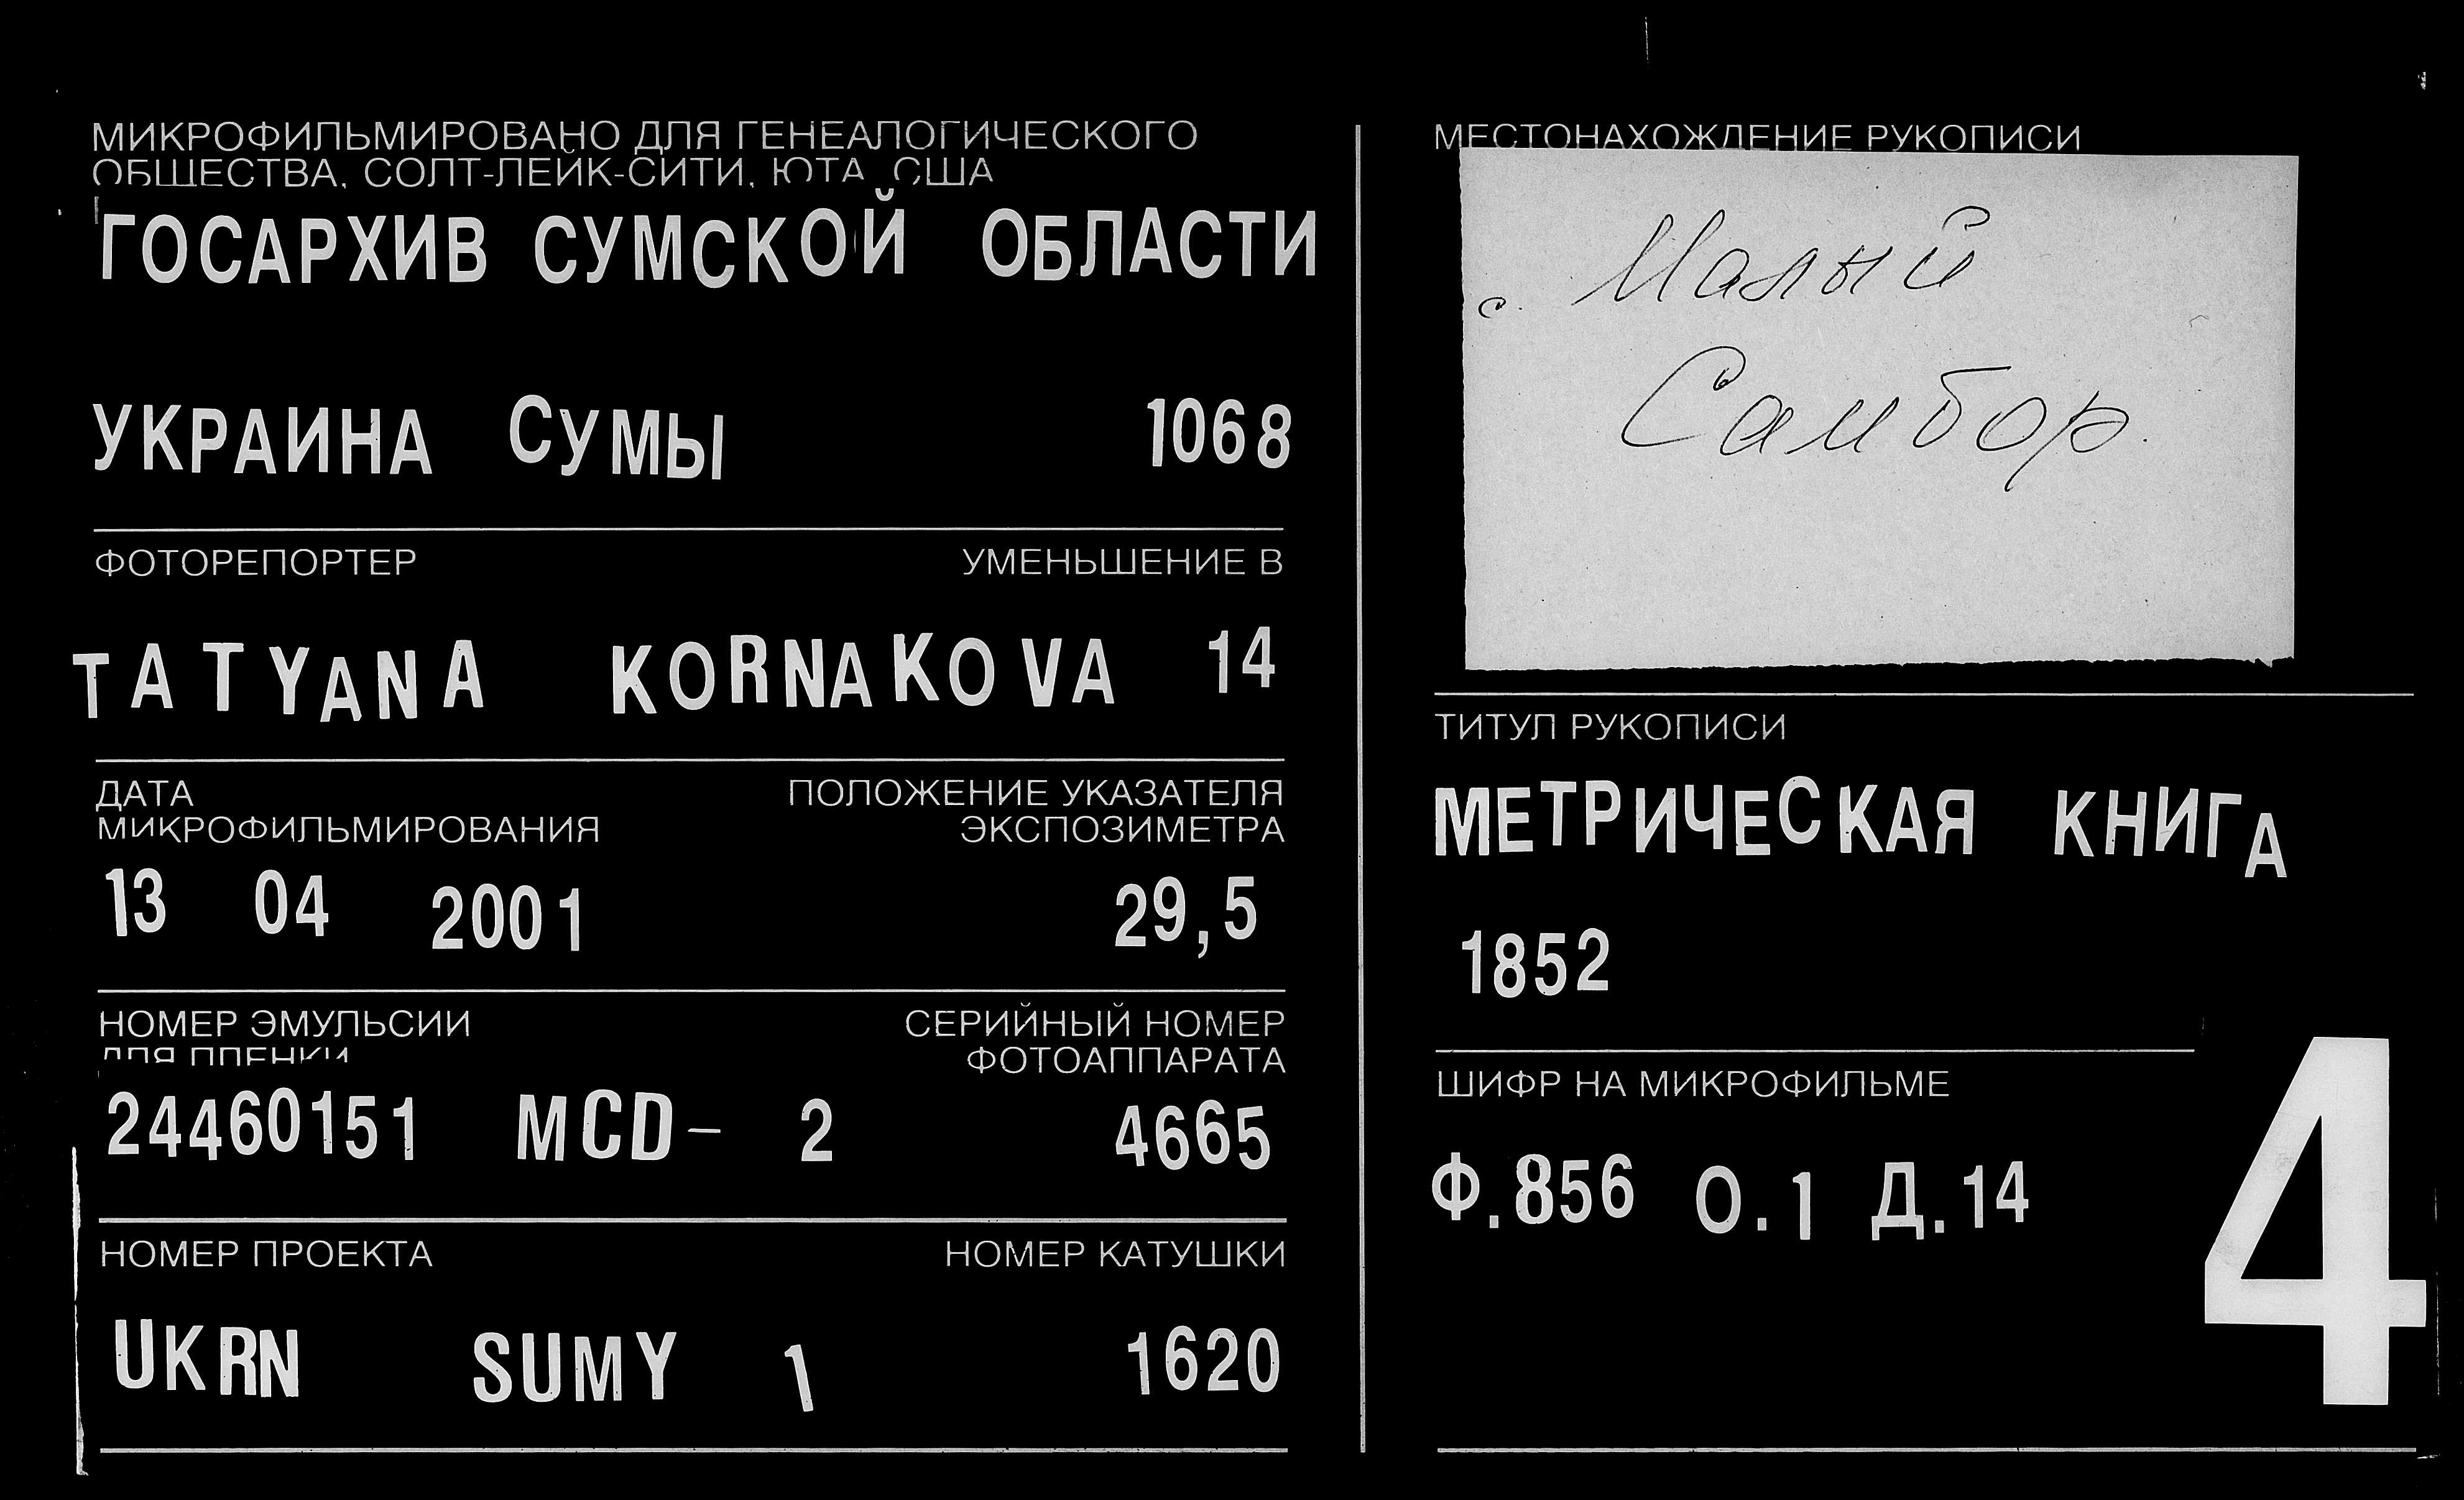 МИКРОФИЛЬМИРОВАНО ДЛЯ ГЕНЕАЛОГИЧЕСКОГО
ОБЩЕСТВА, СОЛТ-ЛЕЙК-СИТИ, ЮТА, США
ГОСАРХИВ СУМСКОЙ ОБЛАСТИ
УКРАИНА СУМЫ 1068
ФОТОРЕПОРТЕР УМЕНЬШЕНИЕ В
TATYANA KORNAKOVA 14
ДАТА ПОЛОЖЕНИЕ УКАЗАТЕЛЯ
МИКРОФИЛЬМИРОВАНИЯ ЭКСПОЗИМЕТРА
13 04 2001 29,5
НОМЕР ЭМУЛЬСИИ СЕРИЙНЫЙ НОМЕР
ДЛЯ ПЛЕНКИ ФОТОАППАРАТА
24460151 MCD- 2 4665
НОМЕР ПРОЕКТА НОМЕР КАТУШКИ
UKRN SUMY 1 1620
МЕСТОНАХОЖДЕНИЕ РУКОПИСИ
с. Малый
Самбор.
ТИТУЛ РУКОПИСИ
МЕТРИЧЕСКАЯ КНИГА
1852
ШИФР НА МИКРОФИЛЬМЕ
Ф.856 О.1 Д.14
4